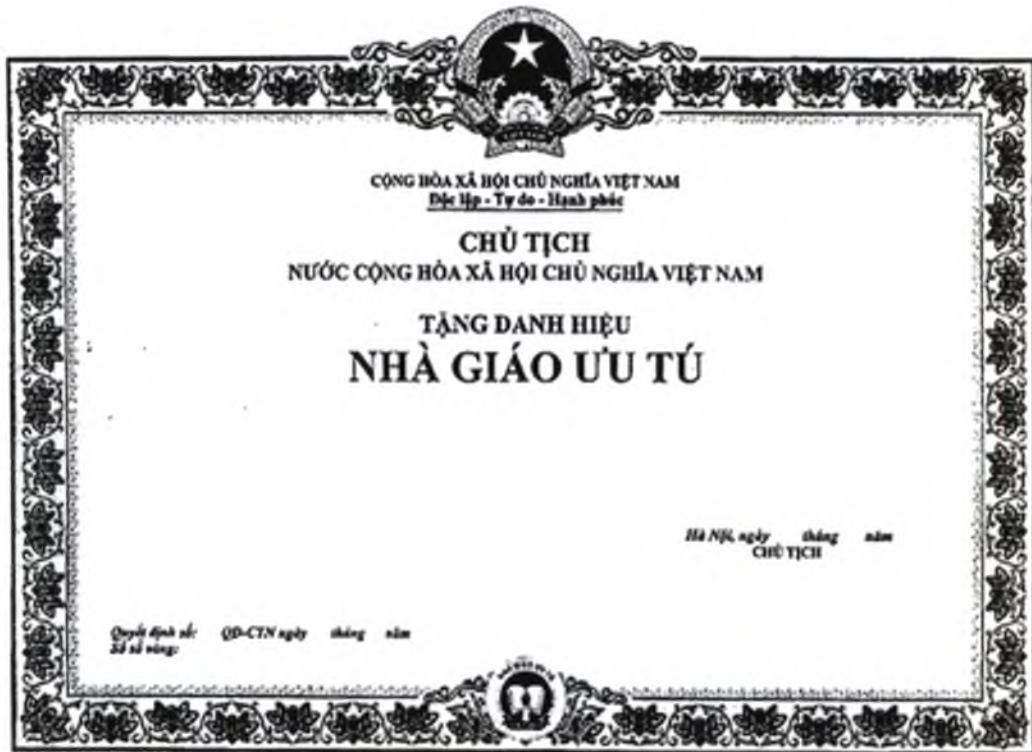 CỘNG HÒA XÃ HỘI CHỦ NGHĨA VIỆT NAM
Độc lập - Tự do - Hạnh phúc
CHỦ TỊCH
NƯỚC CỘNG HÒA XÃ HỘI CHỦ NGHĨA VIỆT NAM
TẶNG DANH HIỆU
NHÀ GIÁO ƯU TÚ
Hà Nội, ngày tháng năm
CHỦ TỊCH
Quyết định số: QĐ-CTN ngày tháng năm
Số sổ vàng: